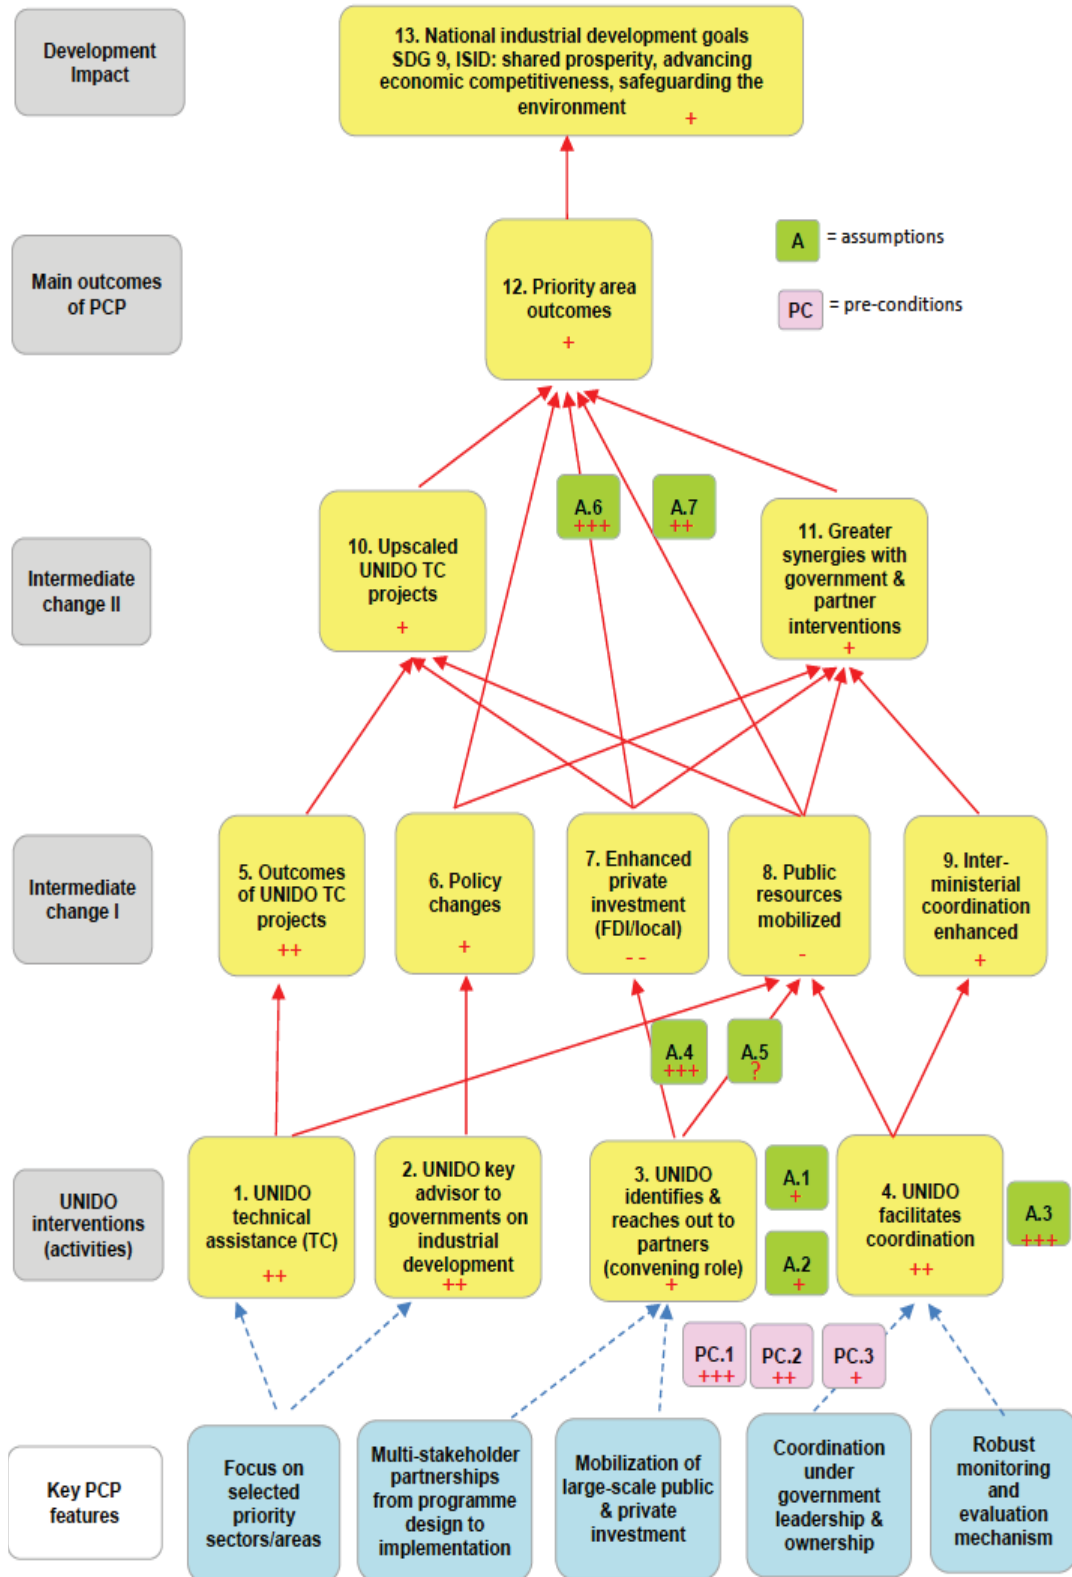 Development
Impact
13. National industrial development goals
SDG 9, ISID: shared prosperity, advancing
economic competitiveness, safeguarding the
environment
+
Main outcomes
of PCP
12. Priority area
outcomes
+
A
= assumptions
PC
= pre-conditions
Intermediate
change II
10. Upscaled
UNIDO TC
projects
+
A.6
+++
A.7
++
11. Greater
synergies with
government &
partner
interventions
+
Intermediate
change I
5. Outcomes
of UNIDO TC
projects
++
6. Policy
changes
+
7. Enhanced
private
investment
(FDI/local)
- -
8. Public
resources
mobilized
-
9. Inter-
ministerial
coordination
enhanced
+
A.4
+++
A.5
?
UNIDO
interventions
(activities)
1. UNIDO
technical
assistance (TC)
++
2. UNIDO key
advisor to
governments on
industrial
development
++
3. UNIDO
identifies &
reaches out to
partners
(convening role)
+
A.1
+
A.2
+
4. UNIDO
facilitates
coordination
++
A.3
+++
PC.1
+++
PC.2
++
PC.3
+
Key PCP
features
Focus on
selected
priority
sectors/areas
Multi-stakeholder
partnerships
from programme
design to
implementation
Mobilization of
large-scale public
& private
investment
Coordination
under
government
leadership &
ownership
Robust
monitoring
and
evaluation
mechanism